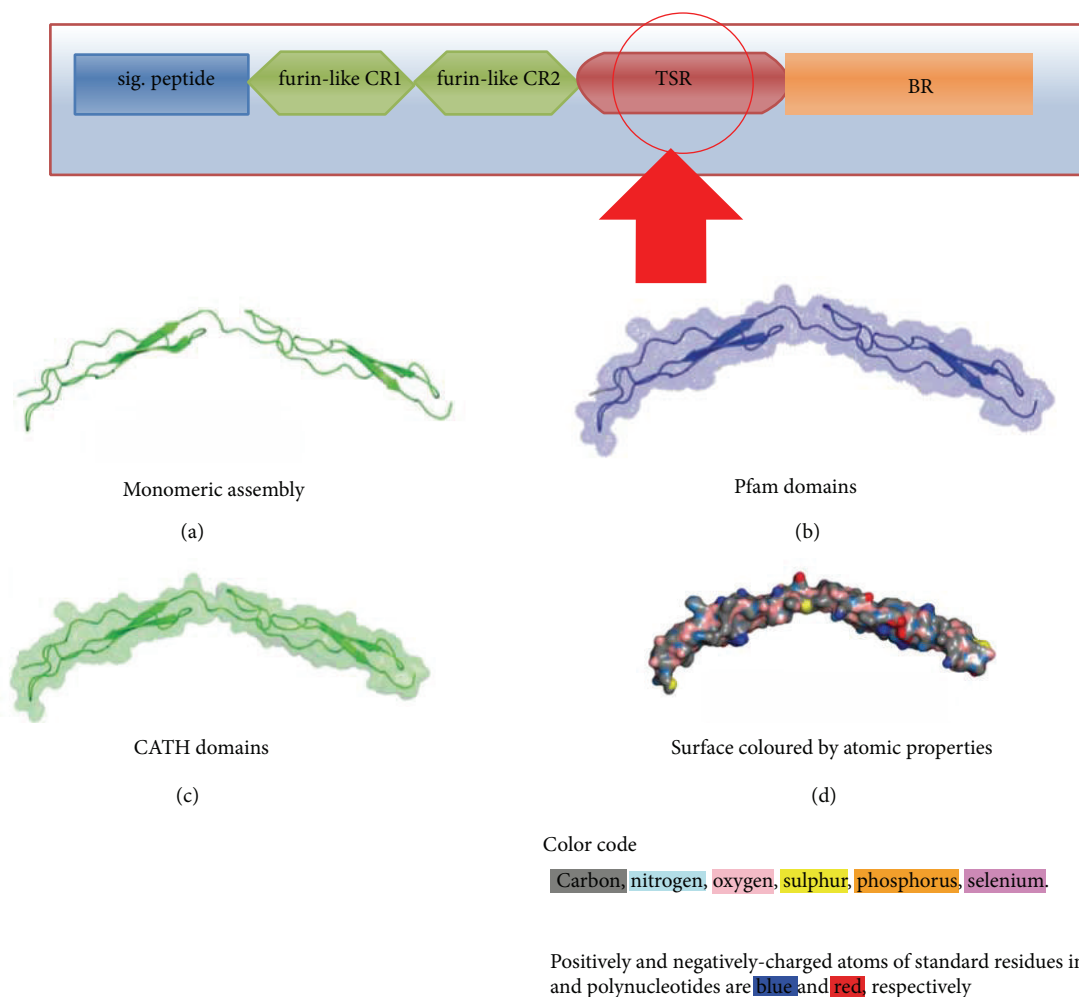 sig. peptide furin-like CR1 furin-like CR2 TSR BR
Monomeric assembly
(a)
Pfam domains
(b)
CATH domains
(c)
Surface coloured by atomic properties
(d)
Color code
Carbon, nitrogen, oxygen, sulphur, phosphorus, selenium.
Positively and negatively-charged atoms of standard residues in
and polynucleotides are blue and red, respectively